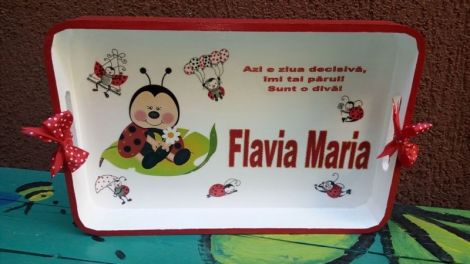 Azi e ziua decisivă,
îmi tai părul!
Sunt o divă!
Flavia Maria